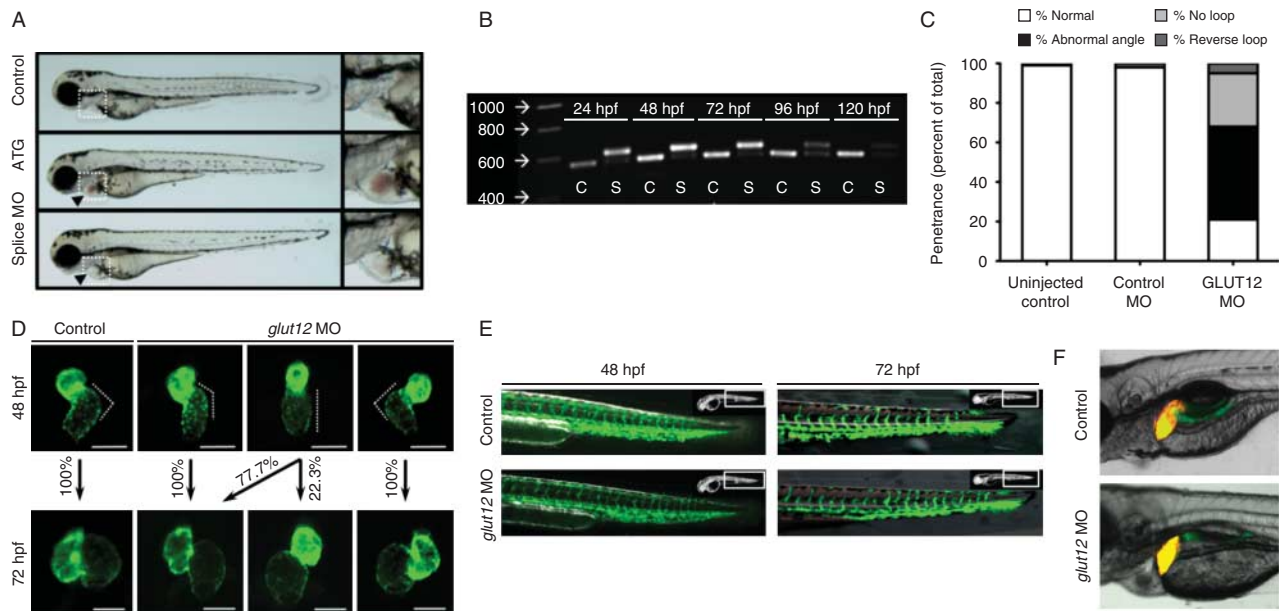 A
Control
ATG
Splice MO
B
1000
800
600
400
24 hpf 48 hpf 72 hpf 96 hpf 120 hpf
C S C S C S C S C S
C
% Normal % No loop
% Abnormal angle % Reverse loop
Penetrance (percent of total)
100
80
60
40
20
0
Uninjected
control
Control
MO
GLUT12
MO
D
Control glut12 MO
48 hpf
100% 100% 77.7% 22.3% 100%
72 hpf
E
48 hpf 72 hpf
Control
glut12 MO
F
Control
glut12 MO